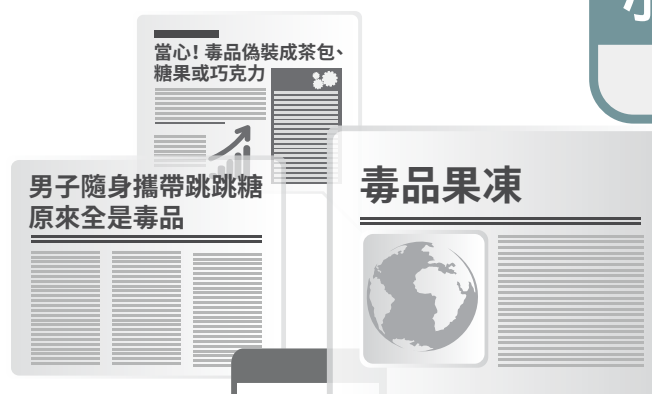 當心！毒品偽裝成茶包、
糖果或巧克力
男子隨身攜帶跳跳糖
原來全是毒品
毒品果凍